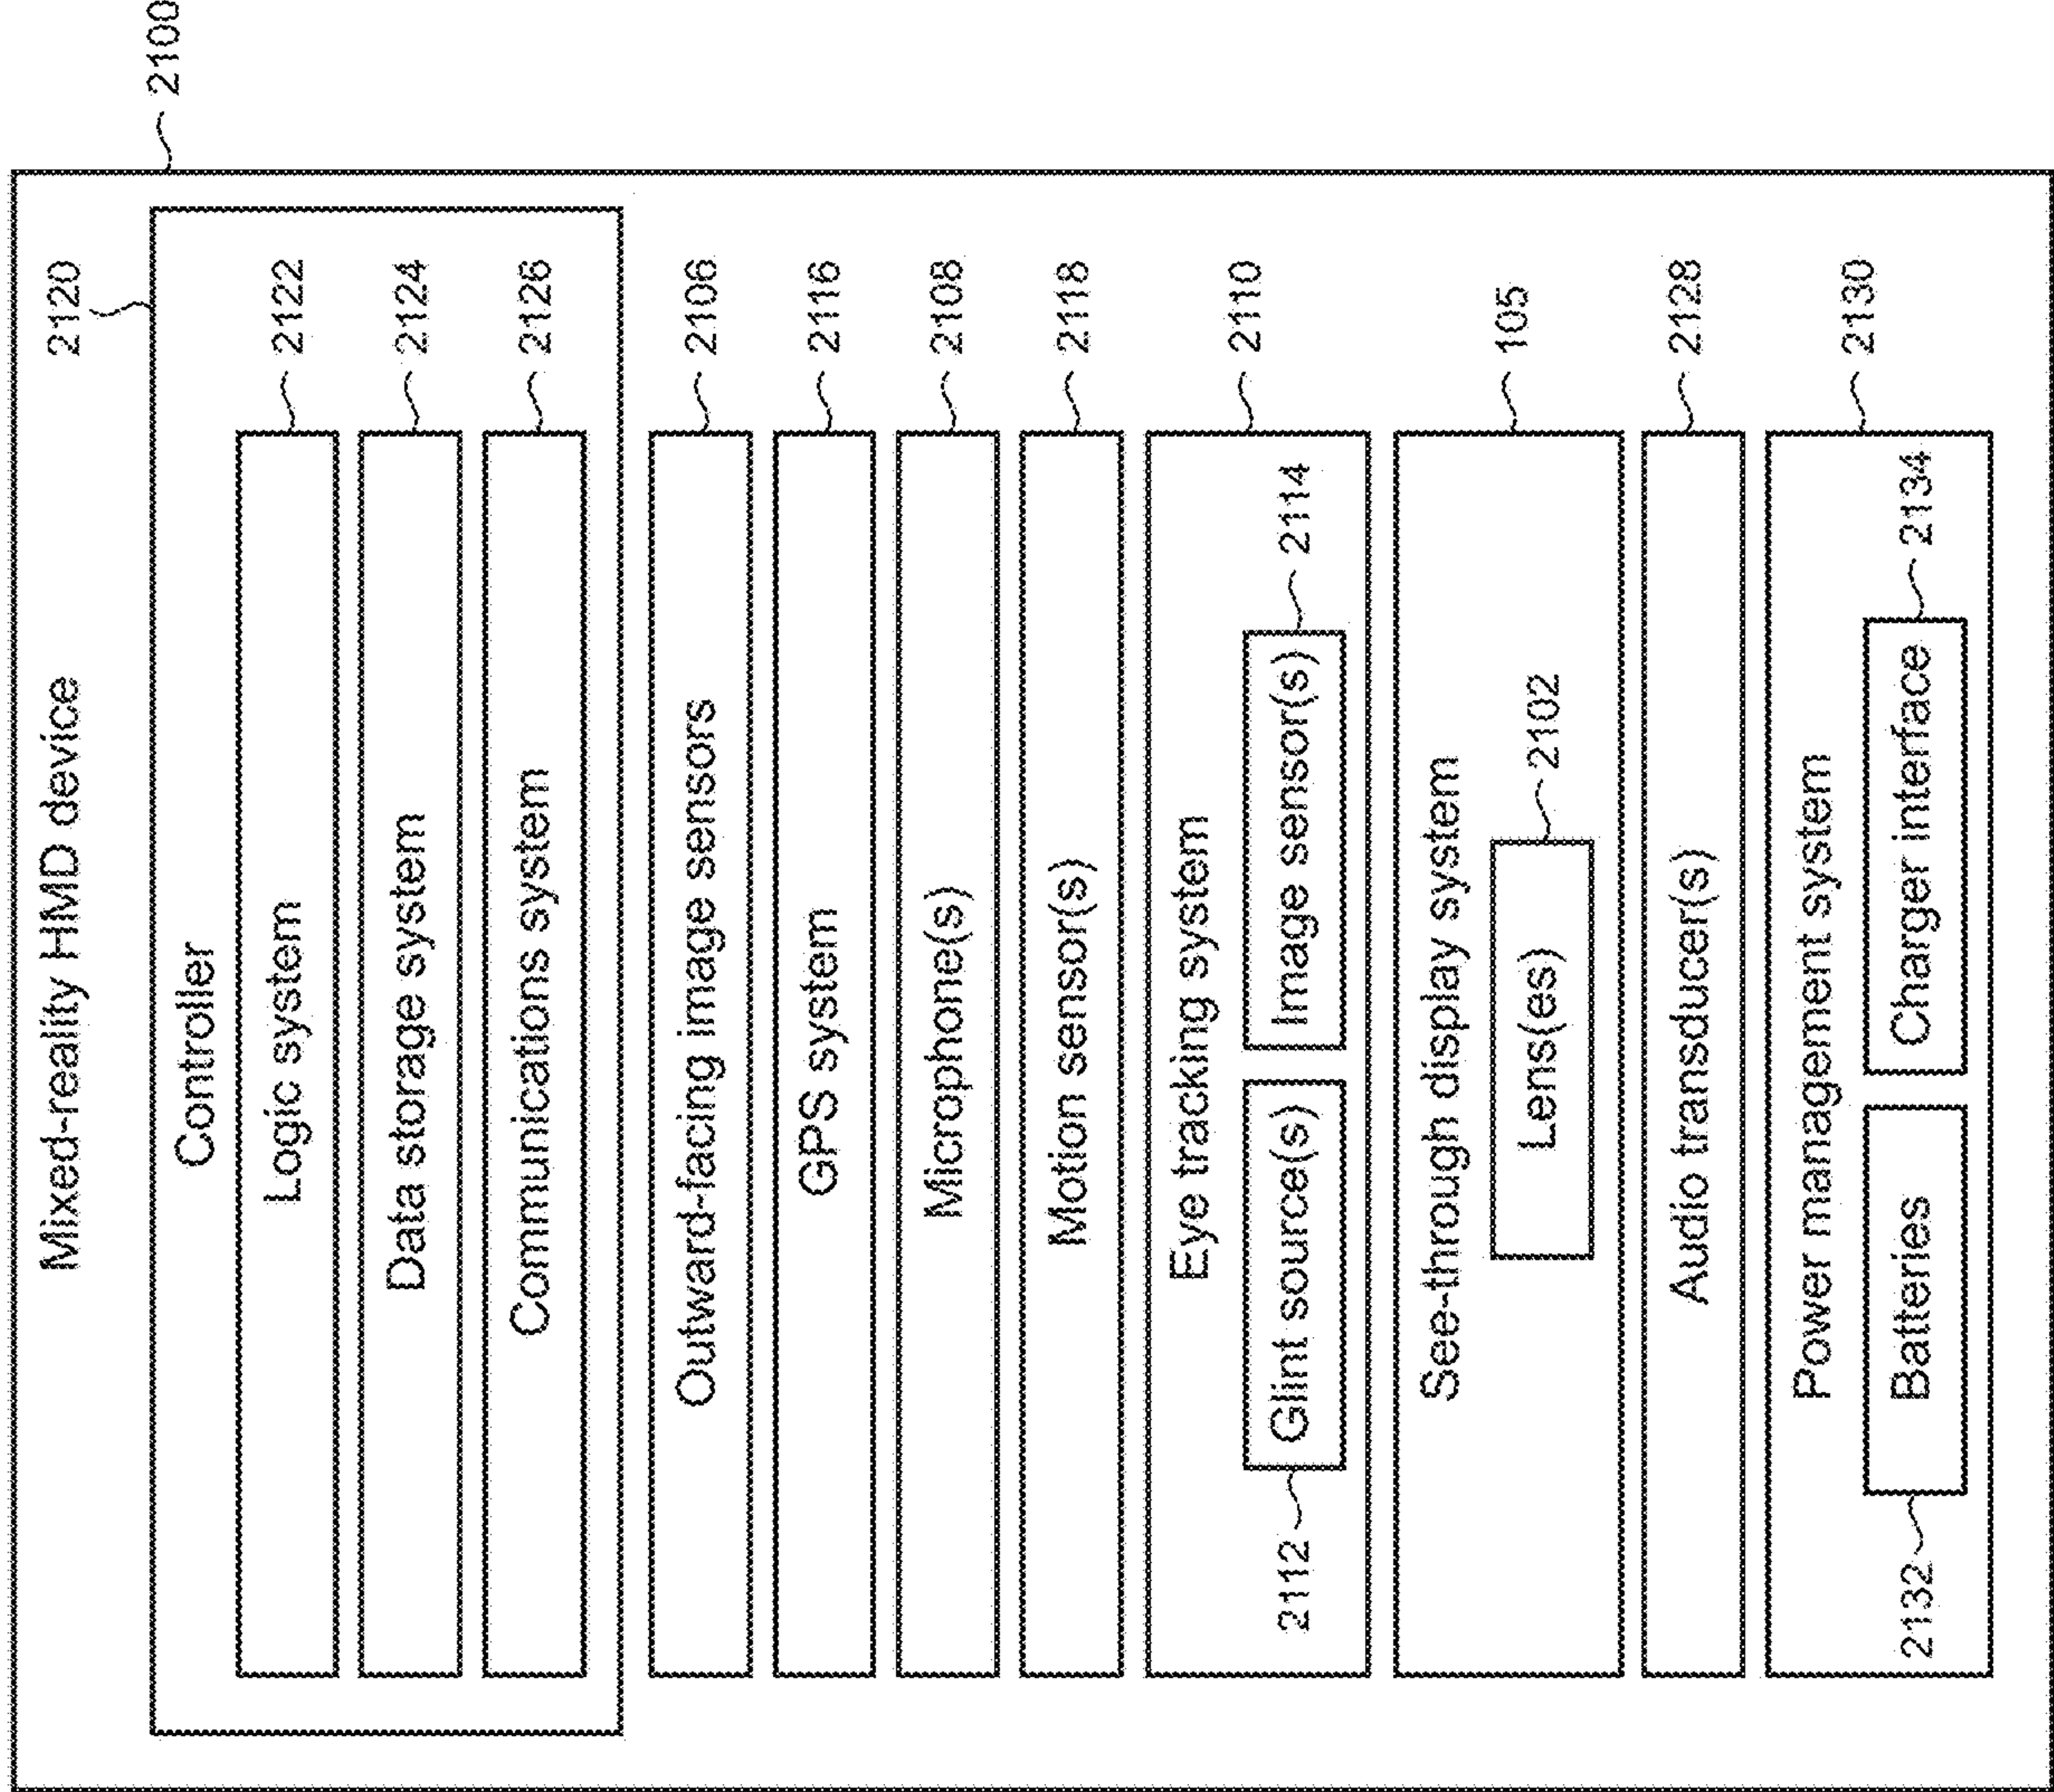 2100
Mixed-reality HMD device
2120
Controller
Logic system
2122
Data storage system
2124
Communications system
2126
Outward-facing image sensors
2106
GPS system
2116
Microphone(s)
2108
Motion sensor(s)
2118
Eye tracking system
2110
2112
Glint source(s)
Image sensor(s)
2114
See-through display system
105
Lens(es)
2102
Audio transducer(s)
2128
Power management system
2130
2132
Batteries
Charger interface
2134